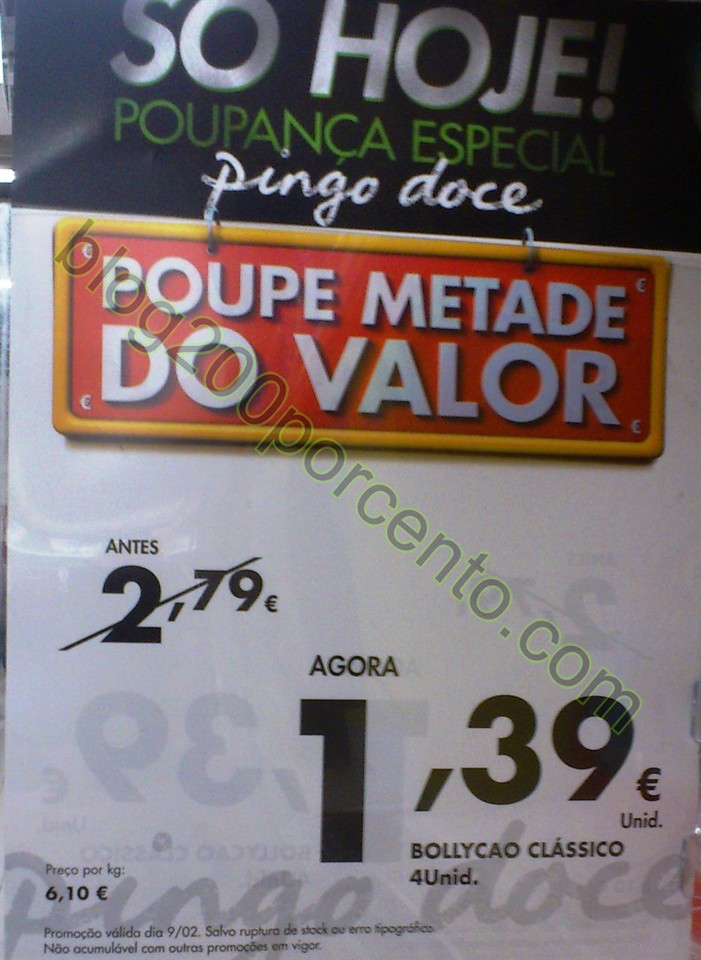 SÓ HOJE!
POUPANÇA ESPECIAL
pingo doce
POUPE METADE
DO VALOR
blog200porcento.com
ANTES
2,79€
AGORA
1,39€
Unid.
BOLLYCAO CLÁSSICO
4Unid.
Preço por kg:
6,10 €
pingo doce
Promoção válida dia 9/02. Salvo ruptura de stock ou erro tipográfico.
Não acumulável com outras promoções em vigor.